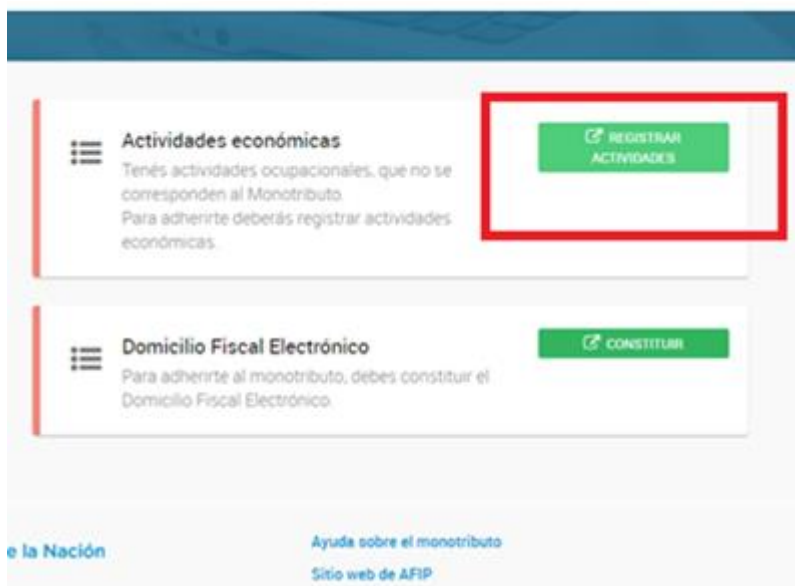 Actividades económicas
Tenés actividades ocupacionales, que no se
corresponden al Monotributo.
Para adherirte deberás registrar actividades
económicas.
REGISTRAR
ACTIVIDADES
Domicilio Fiscal Electrónico
Para adherirte al monotributo, debes constituir el
Domicilio Fiscal Electrónico.
CONSTITUIR
e la Nación
Ayuda sobre el monotributo
Sitio web de AFIP